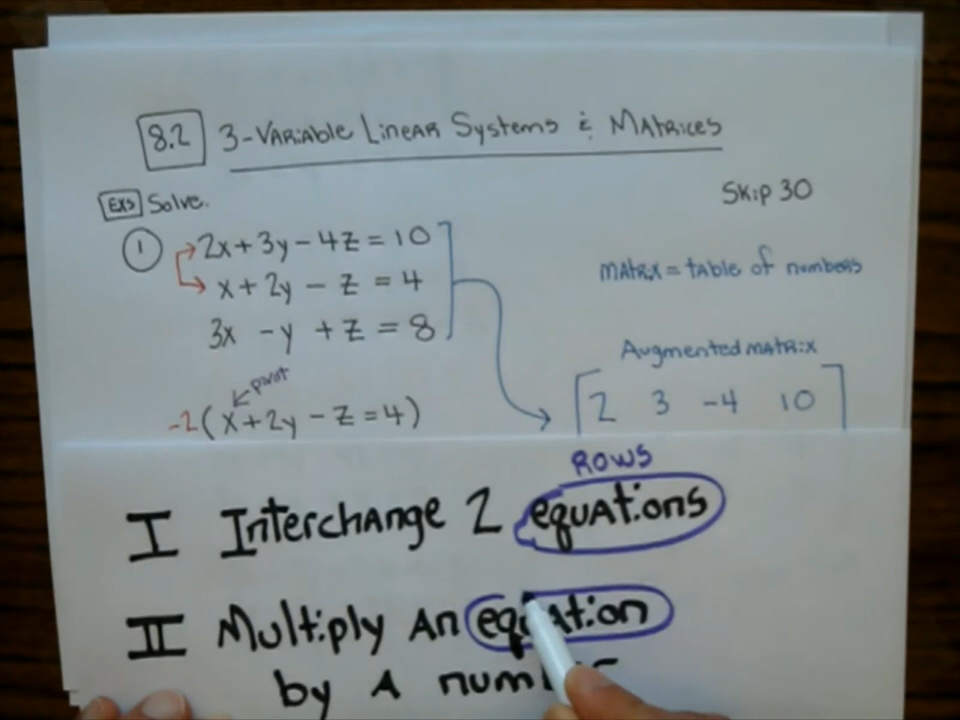 8.2 3-Variable Linear Systems & Matrices
Exs Solve.
Skip 30
1 2x+3y-4z=10
x+2y-z=4
3x-y+z=8
matrix = table of numbers
Augmented matrix
[2 3 -4 10]
pivot
-2(x+2y-z=4)
ROWS
I Interchange 2 equations
II Multiply An equation
by A number